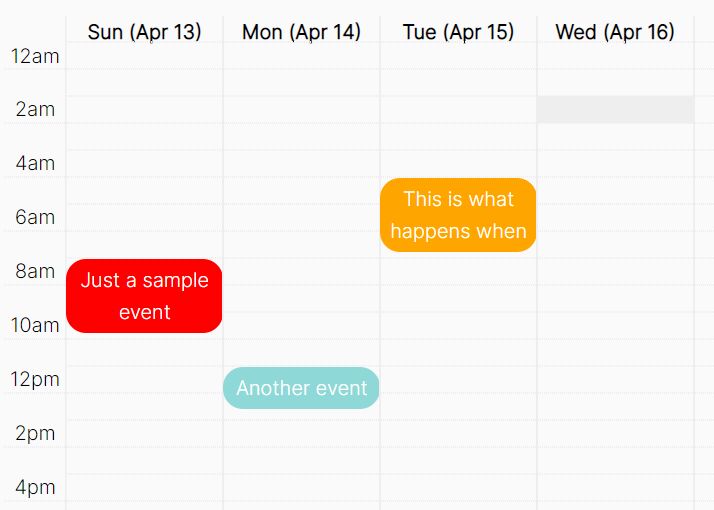 Sun (Apr 13) Mon (Apr 14) Tue (Apr 15) Wed (Apr 16)
12am
2am
4am
This is what
happens when
6am
8am
Just a sample
event
10am
12pm
Another event
2pm
4pm